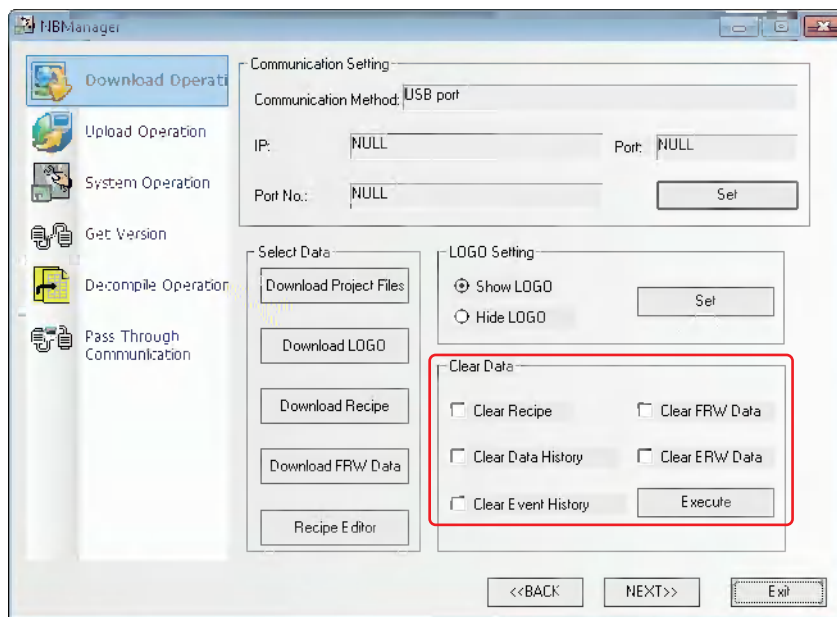 NBManager
Download Operati
Upload Operation
System Operation
Get Version
Decompile Operation
Pass Through
Communication
Communication Setting
Communication Method: USB port
IP: NULL Port: NULL
Port No.: NULL Set
Select Data
Download Project Files
Download LOGO
Download Recipe
Download FRW Data
Recipe Editor
LOGO Setting
Show LOGO
Hide LOGO
Set
Clear Data
Clear Recipe Clear FRW Data
Clear Data History Clear ERW Data
Clear Event History Execute
<<BACK NEXT>> Exit